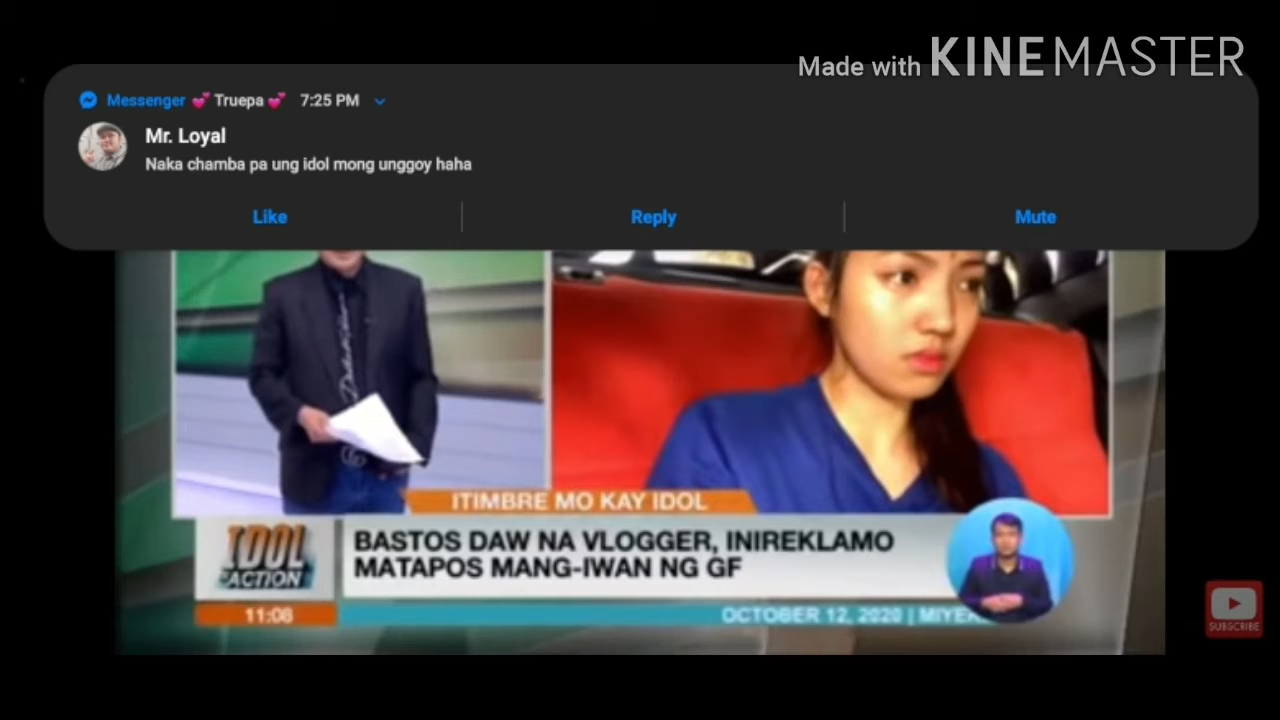 Made with KINEMASTER
Messenger 💕 Truepa 💕 7:25 PM
Mr. Loyal
Naka chamba pa ung idol mong unggoy haha
Like Reply Mute
ITIMBRE MO KAY IDOL
IDOL
ACTION
BASTOS DAW NA VLOGGER, INIREKLAMO
MATAPOS MANG-IWAN NG GF
11:06
OCTOBER 12, 2020 |
SUBSCRIBE